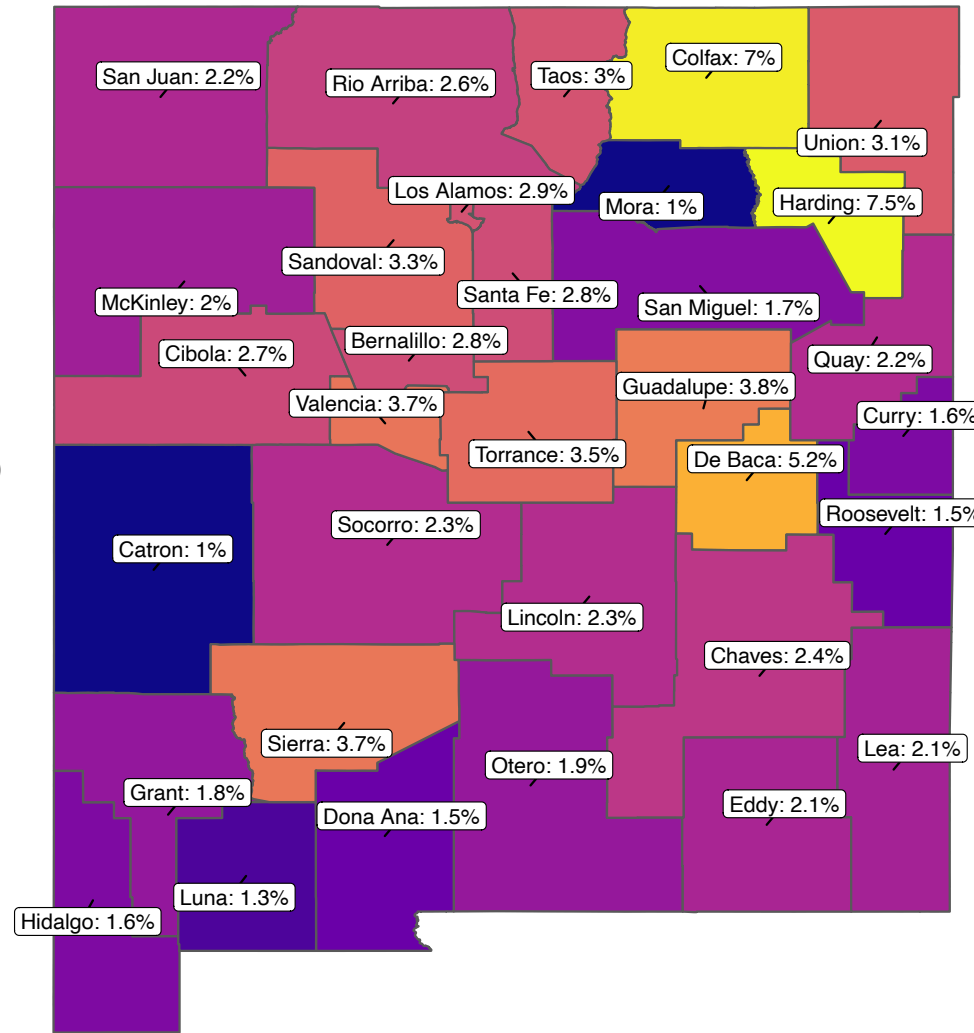 Colfax: 7%
San Juan: 2.2%
Taos: 3%
Rio Arriba: 2.6%
Union: 3.1%
Los Alamos: 2.9%
Mora: 1%
Harding: 7.5%
Sandoval: 3.3%
Santa Fe: 2.8%
McKinley: 2%
San Miguel: 1.7%
Bernalillo: 2.8%
Cibola: 2.7%
Quay: 2.2%
Guadalupe: 3.8%
Valencia: 3.7%
Curry: 1.6%
Torrance: 3.5%
De Baca: 5.2%
Roosevelt: 1.5%
Socorro: 2.3%
Catron: 1%
Lincoln: 2.3%
Chaves: 2.4%
Sierra: 3.7%
Lea: 2.1%
Otero: 1.9%
Grant: 1.8%
Eddy: 2.1%
Dona Ana: 1.5%
Luna: 1.3%
Hidalgo: 1.6%